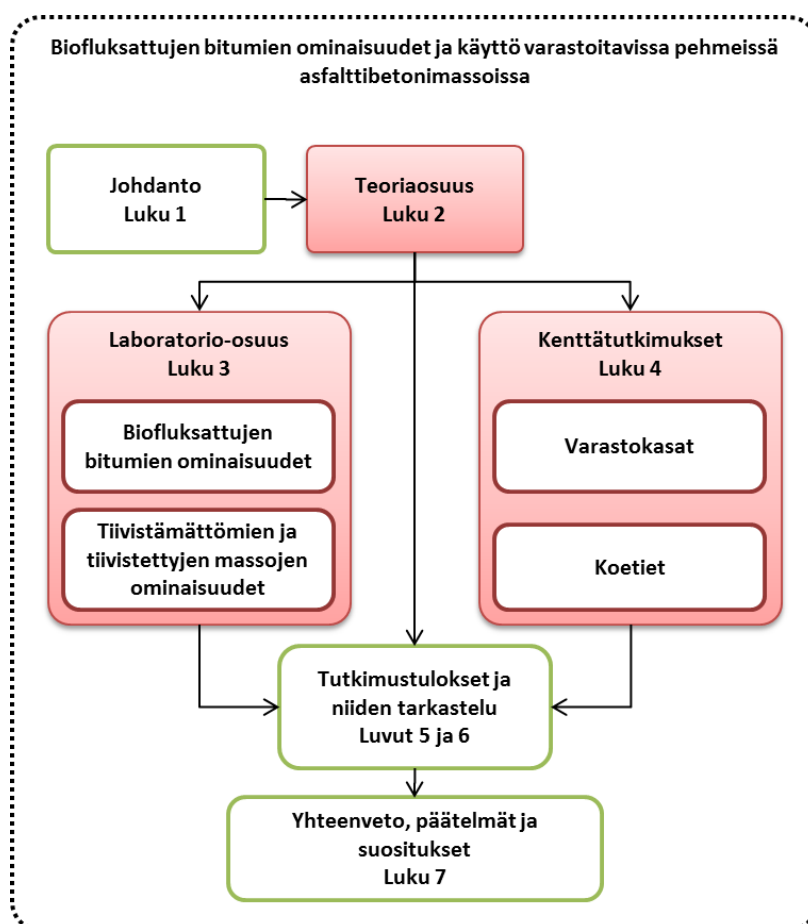 Biofluksattujen bitumien ominaisuudet ja käyttö varastoitavissa pehmeissä
asfalttibetonimassoissa
Johdanto
Luku 1
Teoriaosuus
Luku 2
Laboratorio-osuus
Luku 3
Biofluksattujen
bitumien ominaisuudet
Tiivistämättömien ja
tiivistettyjen massojen
ominaisuudet
Kenttätutkimukset
Luku 4
Varastokasat
Koetiet
Tutkimustulokset ja
niiden tarkastelu
Luvut 5 ja 6
Yhteenveto, päätelmät ja
suositukset
Luku 7